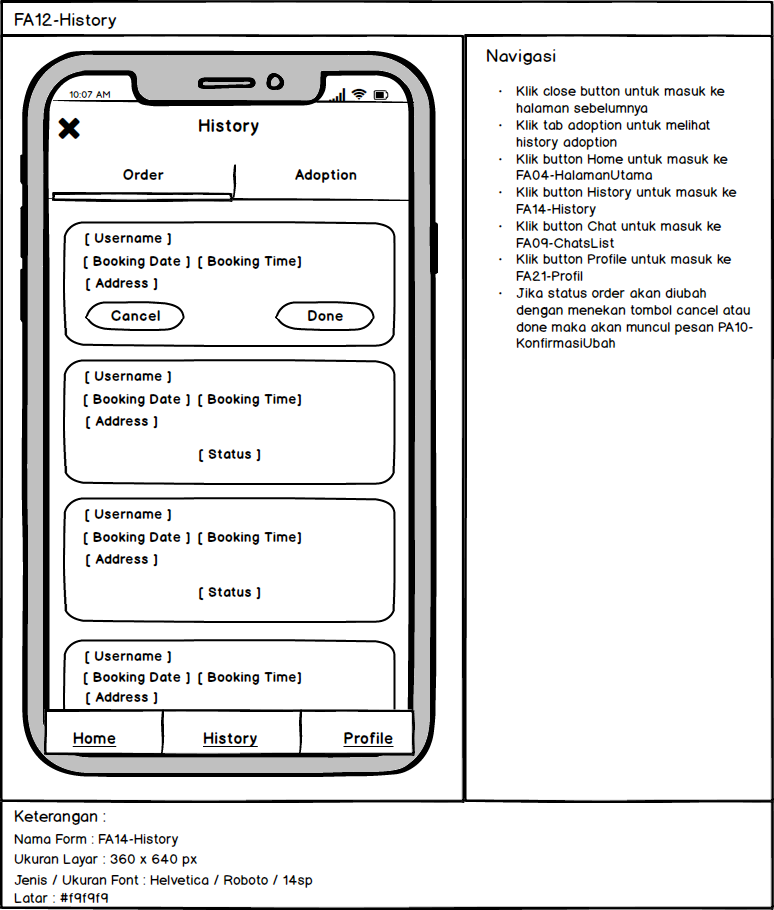 FA12-History
10:07 AM
History
Order
Adoption
[ Username ]
[ Booking Date ] [ Booking Time]
[ Address ]
Cancel
Done
[ Username ]
[ Booking Date ] [ Booking Time]
[ Address ]
[ Status ]
[ Username ]
[ Booking Date ] [ Booking Time]
[ Address ]
[ Status ]
[ Username ]
[ Booking Date ] [ Booking Time]
[ Address ]
Home
History
Profile
Navigasi
· Klik close button untuk masuk ke
halaman sebelumnya
· Klik tab adoption untuk melihat
history adoption
· Klik button Home untuk masuk ke
FA04-HalamanUtama
· Klik button History untuk masuk ke
FA14-History
· Klik button Chat untuk masuk ke
FA09-ChatsList
· Klik button Profile untuk masuk ke
FA21-Profil
· Jika status order akan diubah
dengan menekan tombol cancel atau
done maka akan muncul pesan PA10-
KonfirmasiUbah
Keterangan :
Nama Form : FA14-History
Ukuran Layar : 360 x 640 px
Jenis / Ukuran Font : Helvetica / Roboto / 14sp
Latar : #f9f9f9